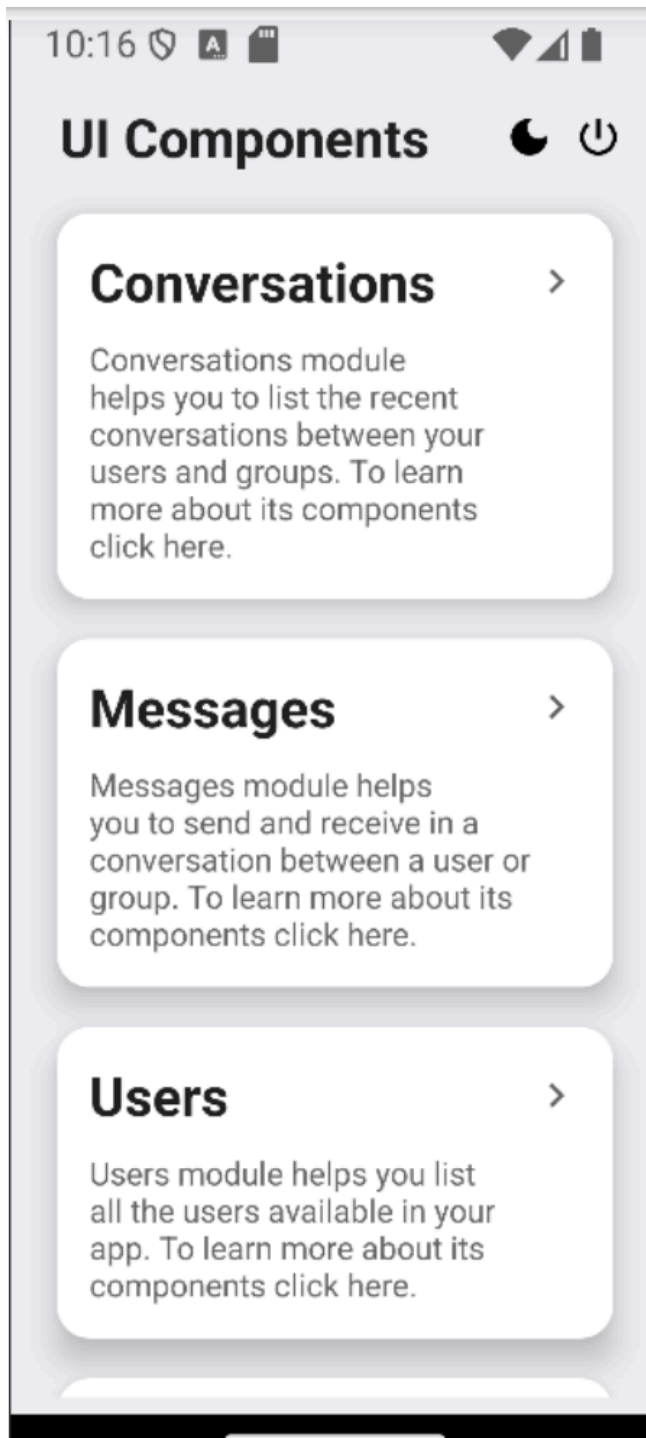 10:16
UI Components
Conversations
Conversations module
helps you to list the recent
conversations between your
users and groups. To learn
more about its components
click here.
Messages
Messages module helps
you to send and receive in a
conversation between a user or
group. To learn more about its
components click here.
Users
Users module helps you list
all the users available in your
app. To learn more about its
components click here.